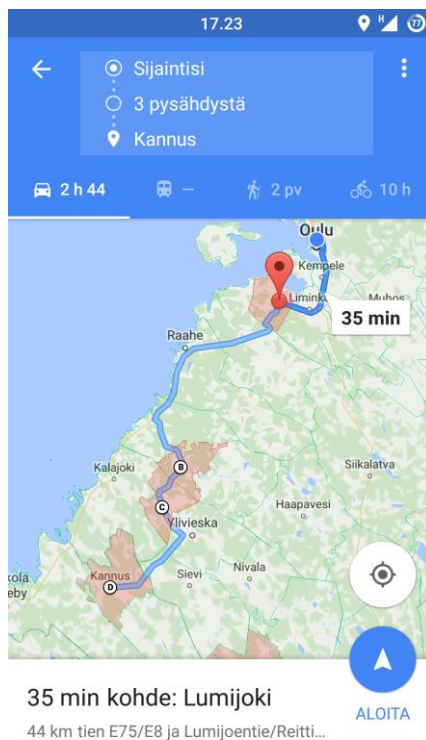 17.23
H
77
Sijaintisi
3 pysähdystä
Kannus
2 h 44
—
2 pv
10 h
Oulu
Kempele
Liminka
Muhos
35 min
Raahe
B
Kalajoki
Siikalatva
C
Haapavesi
Ylivieska
Nivala
Sievi
Kannus
D
35 min kohde: Lumijoki
ALOITA
44 km tien E75/E8 ja Lumijoentie/Reitti...